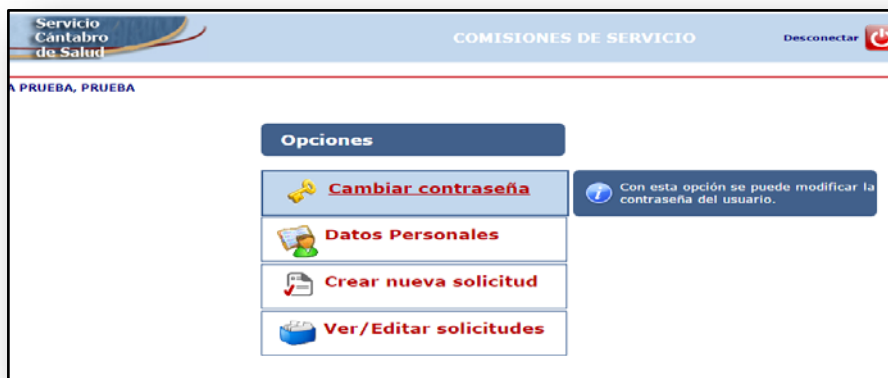 Servicio
Cántabro
de Salud
COMISIONES DE SERVICIO
Desconectar
A PRUEBA, PRUEBA
Opciones
Cambiar contraseña
Con esta opción se puede modificar la
contraseña del usuario.
Datos Personales
Crear nueva solicitud
Ver/Editar solicitudes